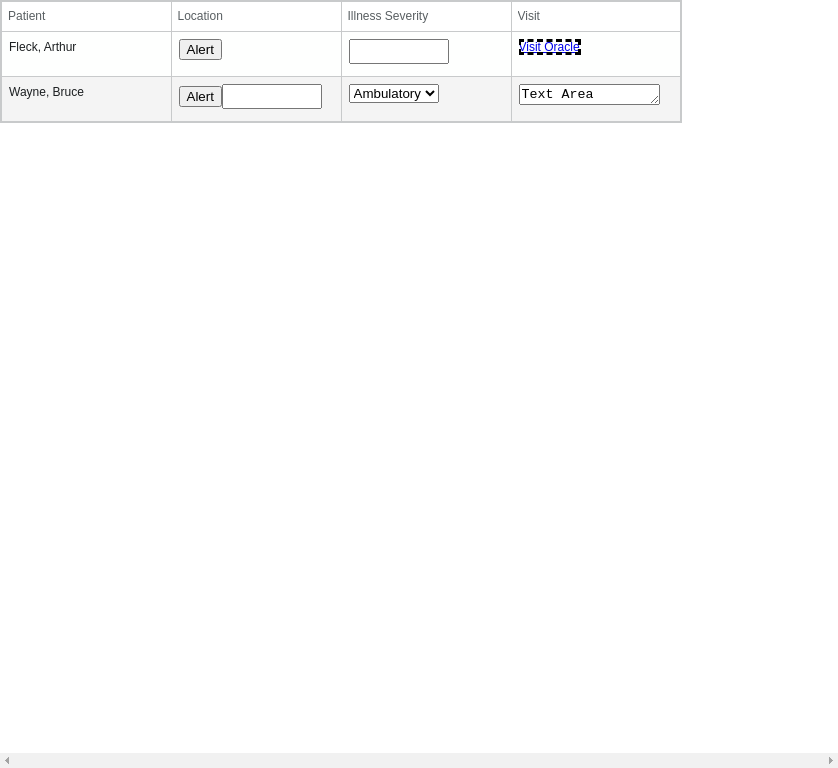 Patient Location Illness Severity Visit
Fleck, Arthur Alert Visit Oracle
Wayne, Bruce Alert Ambulatory Text Area